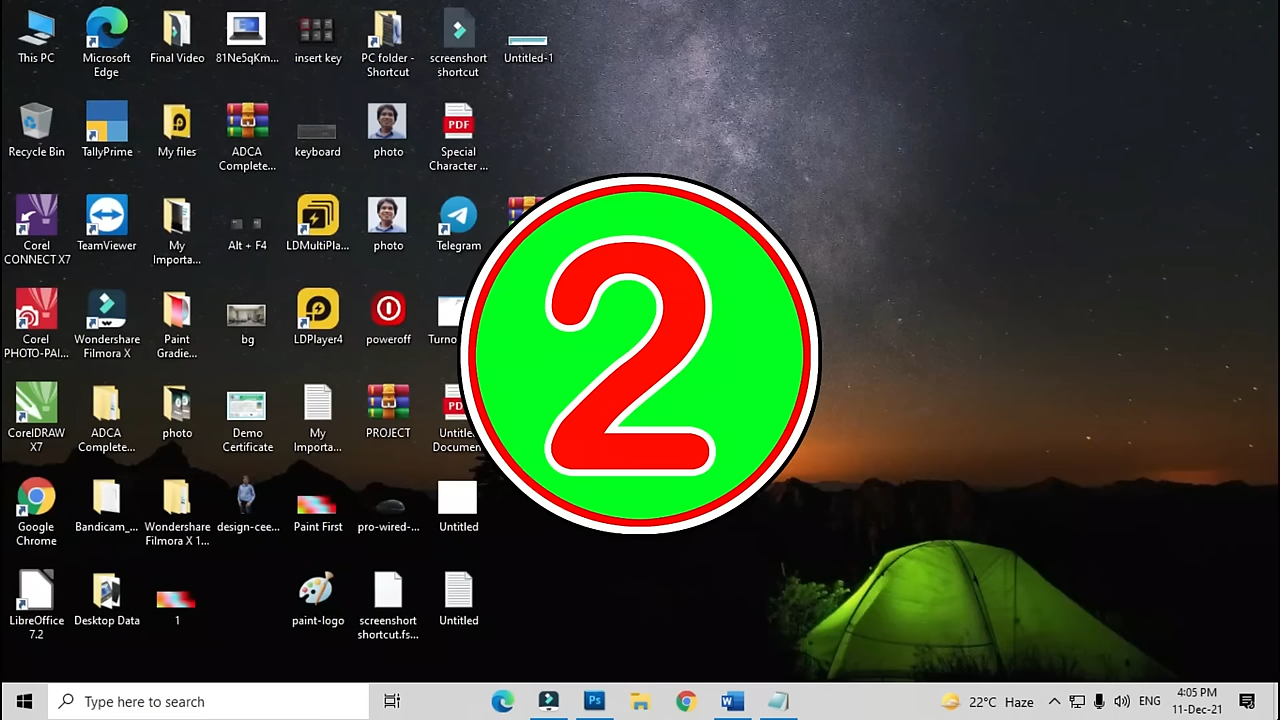 This PC
Microsoft
Edge
Final Video
81Ne5qKm...
insert key
PC folder -
Shortcut
screenshort
shortcut
Untitled-1
Recycle Bin
TallyPrime
My files
ADCA
Complete...
keyboard
photo
PDF
Special
Character ...
Corel
CONNECT X7
TeamViewer
My
Importa...
Alt + F4
LDMultiPla...
photo
Telegram
Corel
PHOTO-PAI...
Wondershare
Filmora X
Paint
Gradie...
bg
LDPlayer4
poweroff
Turno
2
CorelDRAW
X7
ADCA
Complete...
photo
Demo
Certificate
My
Importa...
PROJECT
PD
Untitle
Documen
Google
Chrome
Bandicam_...
Wondershare
Filmora X 1...
design-cee...
Paint First
pro-wired-...
Untitled
LibreOffice
7.2
Desktop Data
1
paint-logo
screenshort
shortcut.fs...
Untitled
Type here to search
Ps
W
22°C Haze
ENG
4:05 PM
11-Dec-21